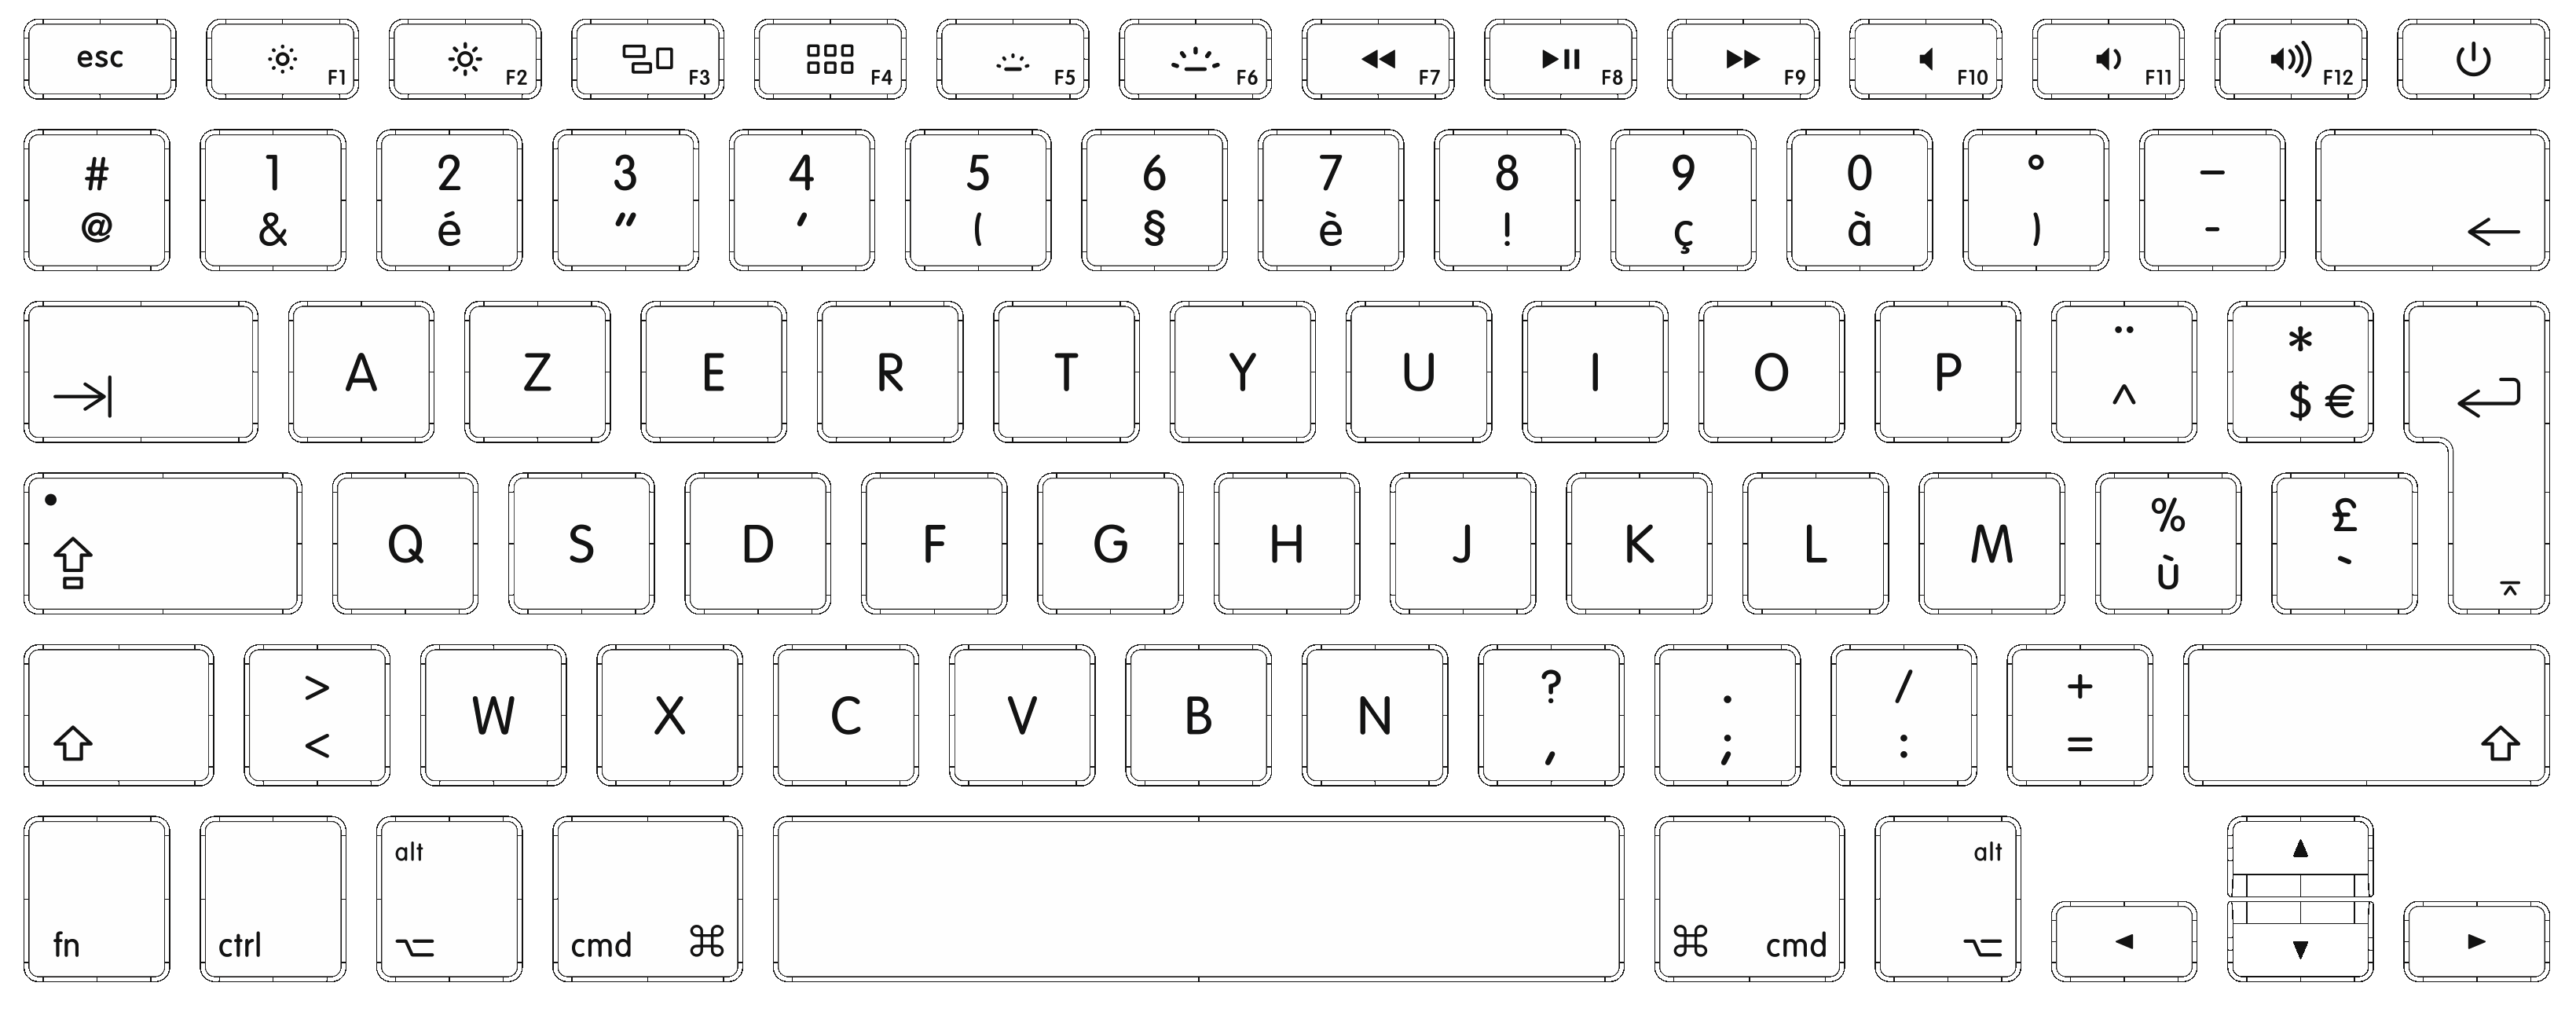 esc F1 F2 F3 F4 F5 F6 F7 F8 F9 F10 F11 F12
# 1 2 3 4 5 6 7 8 9 0 ° _
@ & é " ' ( § è ! ç à ) -
A Z E R T Y U I O P ¨ *
^ $ €
Q S D F G H J K L M % £
ù `
> W X C V B N ? . / +
< , ; : =
alt alt
fn ctrl ⌥ cmd ⌘ ⌘ cmd ⌥